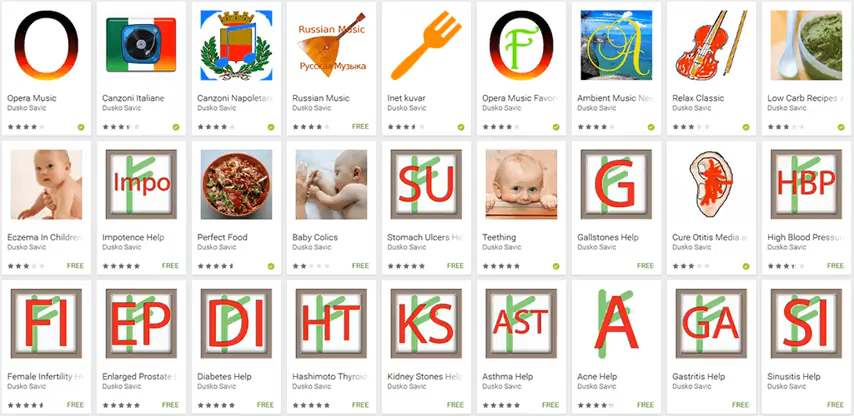 O
Opera Music
Dusko Savic
Canzoni Italiane
Dusko Savic
Canzoni Napoletan
Dusko Savic
Russian Music
Русская Музыка
Russian Music
Dusko Savic
FREE
Inet kuvar
Dusko Savic
O
F
Opera Music Favor
Dusko Savic
A
Ambient Music Ne
Dusko Savic
Relax Classic
Dusko Savic
Low Carb Recipes
Dusko Savic
Eczema In Children
Dusko Savic
FREE
Impo
Impotence Help
Dusko Savic
FREE
Perfect Food
Dusko Savic
Baby Colics
Dusko Savic
FREE
SU
Stomach Ulcers He
Dusko Savic
FREE
Teething
Dusko Savic
G
Gallstones Help
Dusko Savic
FREE
Cure Otitis Media a
Dusko Savic
HBP
High Blood Pressu
Dusko Savic
FREE
FI
Female Infertility H
Dusko Savic
FREE
EP
Enlarged Prostate
Dusko Savic
FREE
DI
Diabetes Help
Dusko Savic
FREE
HT
Hashimoto Thyroid
Dusko Savic
FREE
KS
Kidney Stones Help
Dusko Savic
FREE
AST
Asthma Help
Dusko Savic
FREE
A
Acne Help
Dusko Savic
FREE
GA
Gastritis Help
Dusko Savic
FREE
SI
Sinusitis Help
Dusko Savic
FREE